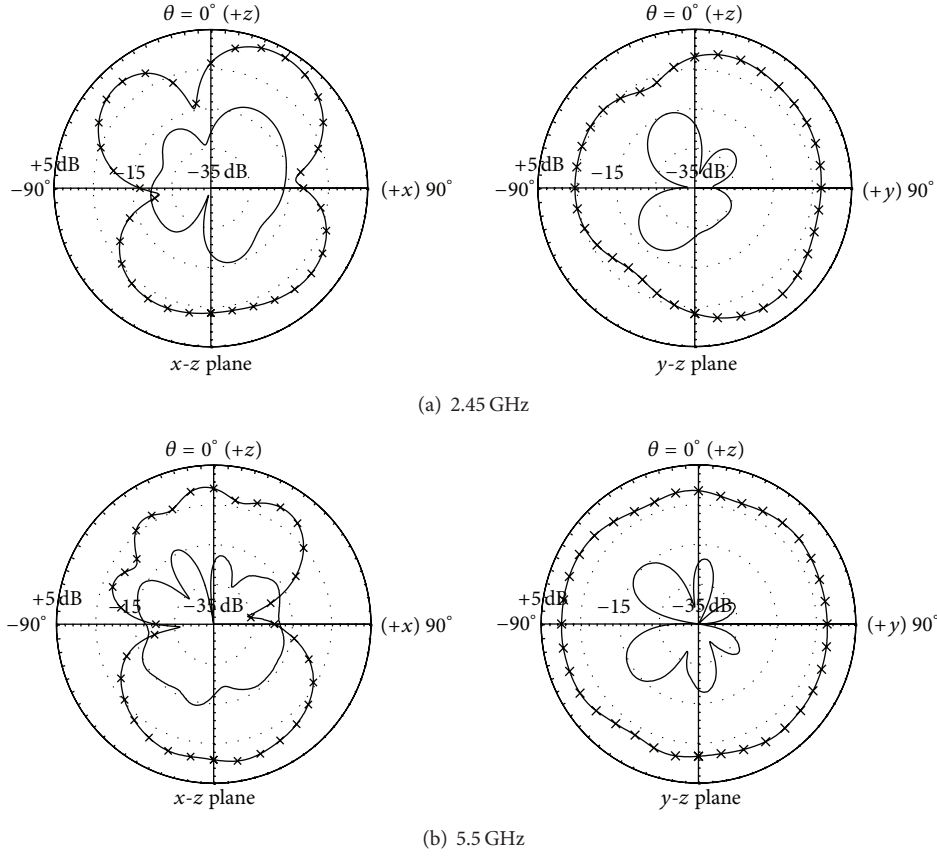 θ = 0° (+z)
θ = 0° (+z)
+5 dB
−15
−35 dB
−90°
(+x) 90°
+5 dB
−15
−35 dB
−90°
(+y) 90°
x-z plane
y-z plane
(a) 2.45 GHz
θ = 0° (+z)
θ = 0° (+z)
+5 dB
−15
−35 dB
−90°
(+x) 90°
+5 dB
−15
−35 dB
−90°
(+y) 90°
x-z plane
y-z plane
(b) 5.5 GHz